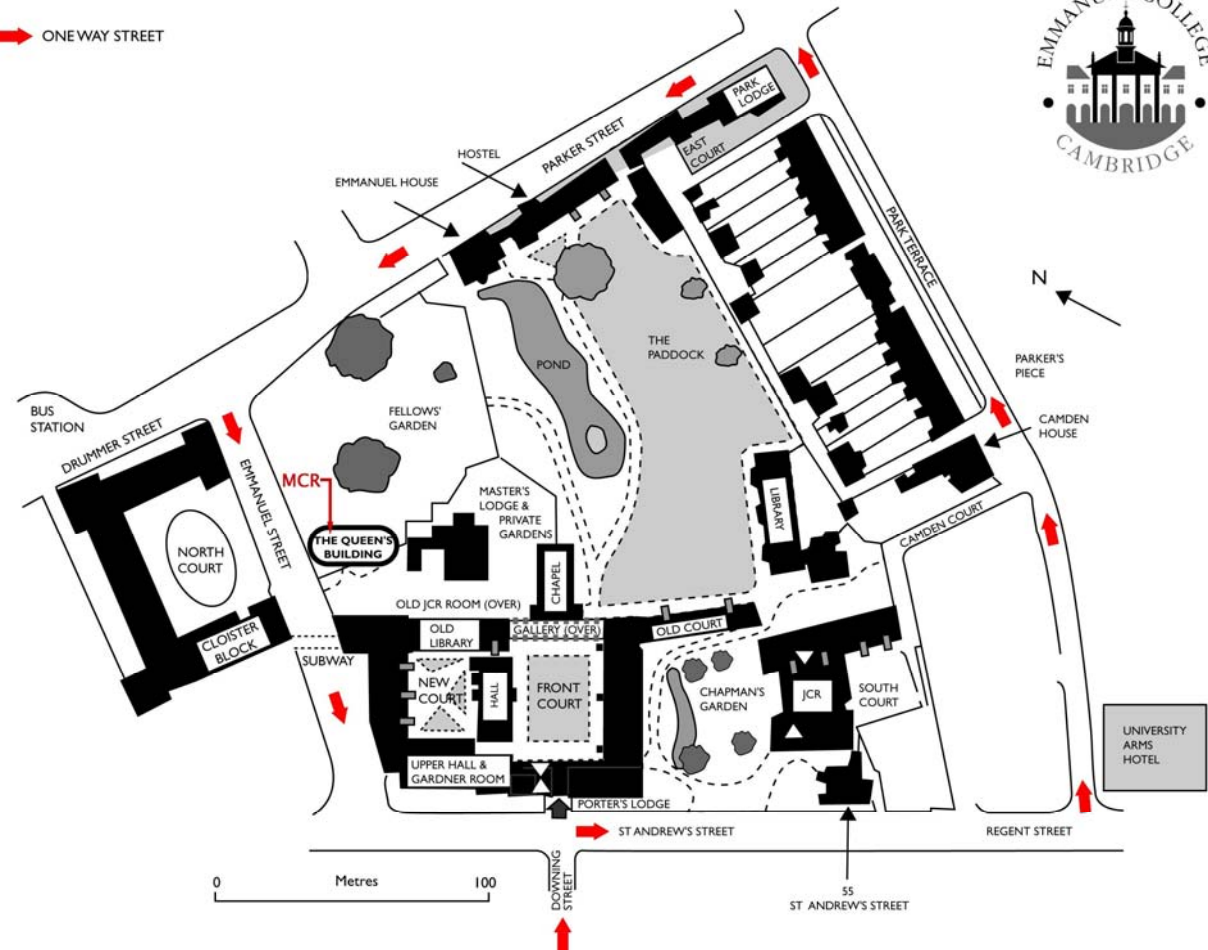 ONE WAY STREET
EMMANUEL COLLEGE
CAMBRIDGE
PARK
LODGE
PARKER STREET
EAST
COURT
HOSTEL
EMMANUEL HOUSE
PARK TERRACE
N
THE
PADDOCK
POND
PARKER'S
PIECE
BUS
STATION
DRUMMER STREET
FELLOWS'
GARDEN
CAMDEN
HOUSE
EMMANUEL STREET
MCR
MASTER'S
LODGE &
PRIVATE
GARDENS
LIBRARY
CAMDEN COURT
THE QUEEN'S
BUILDING
NORTH
COURT
CHAPEL
OLD JCR ROOM (OVER)
CLOISTER
BLOCK
OLD
LIBRARY
GALLERY (OVER)
OLD COURT
SUBWAY
NEW
COURT
HALL
FRONT
COURT
CHAPMAN'S
GARDEN
JCR
SOUTH
COURT
UNIVERSITY
ARMS
HOTEL
UPPER HALL &
GARDNER ROOM
PORTER'S LODGE
ST ANDREW'S STREET
REGENT STREET
0 Metres 100
DOWNING
STREET
55
ST ANDREW'S STREET